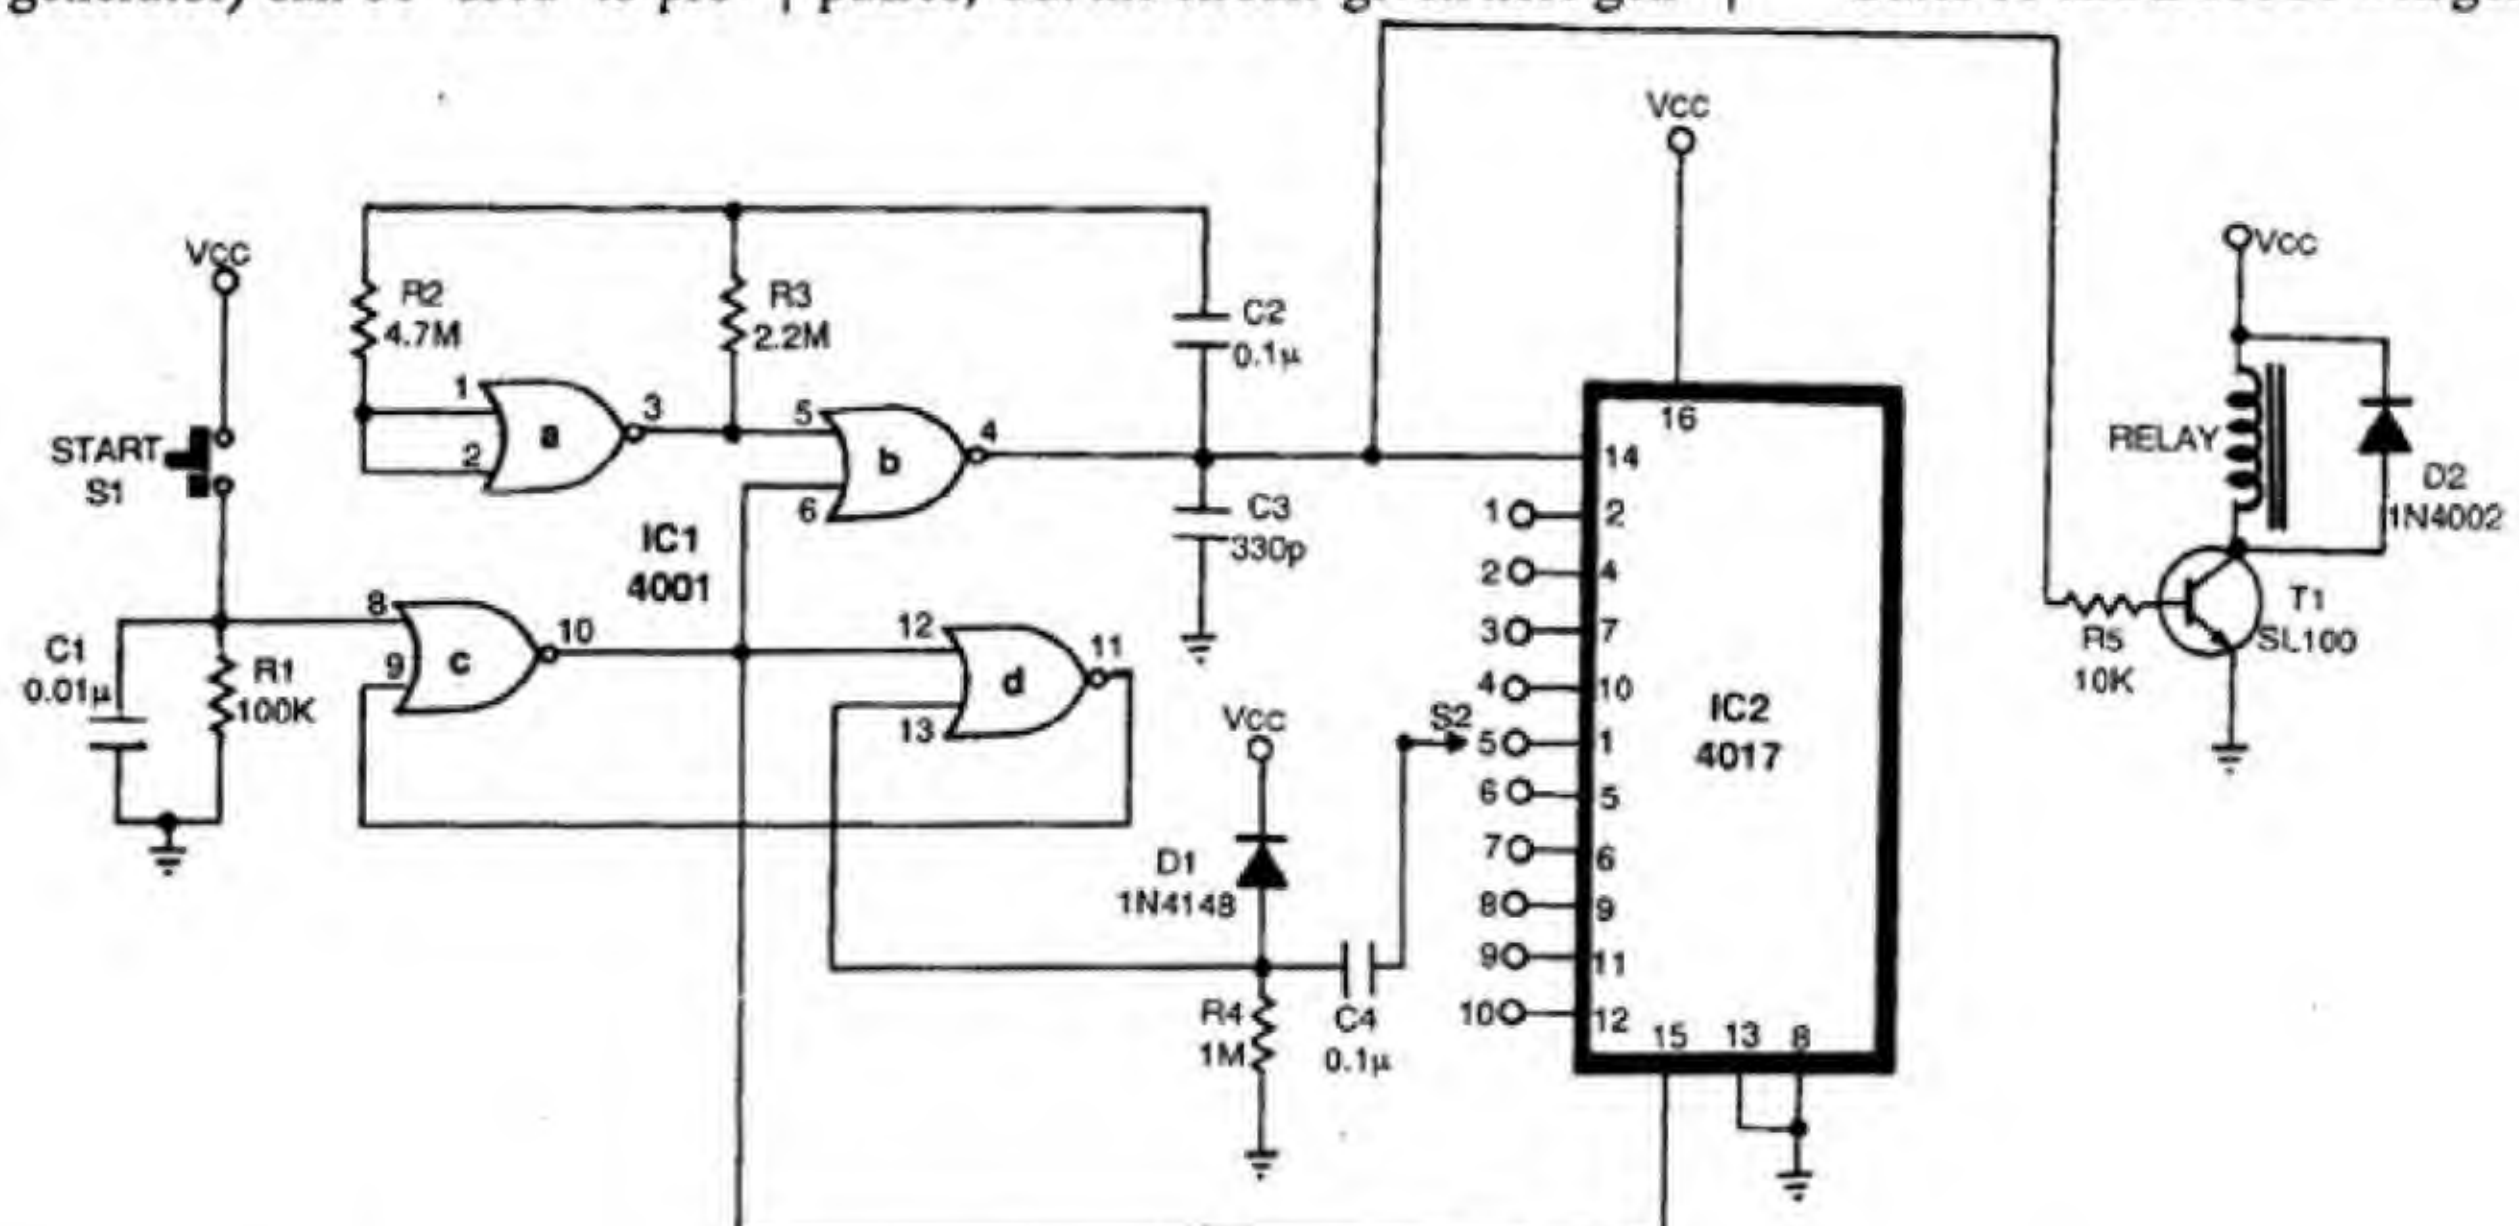 can be used to
Vcc
Vcc
Vcc
R2
4.7M
R3
2.2M
C2
0.1µ
16
START
S1
1
2
a
3
5
6
b
4
14
RELAY
D2
1N4002
IC1
4001
C3
330p
1
2
2
4
3
7
4
10
S2
5
1
6
5
7
6
8
9
9
11
10
12
IC2
4017
T1
SL100
R5
10K
C1
0.01µ
R1
100K
8
9
c
10
12
13
d
11
Vcc
D1
1N4148
R4
1M
C4
0.1µ
15
13
8